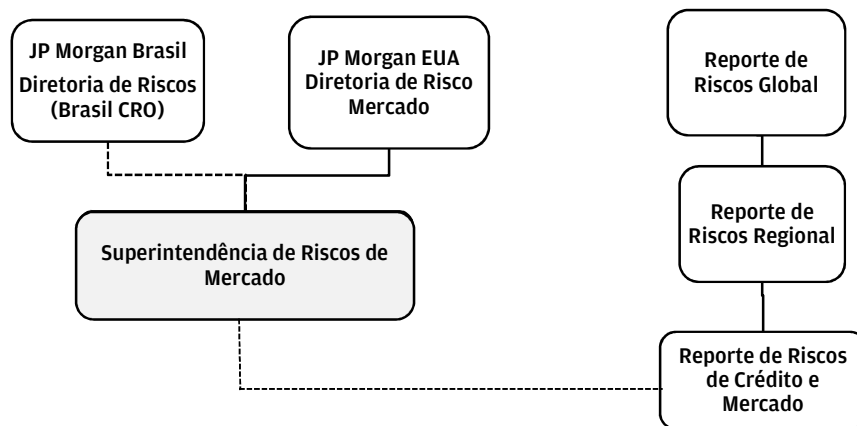 JP Morgan Brasil
Diretoria de Riscos
(Brasil CRO)
JP Morgan EUA
Diretoria de Risco
Mercado
Reporte de
Riscos Global
Reporte de
Riscos Regional
Superintendência de Riscos de
Mercado
Reporte de Riscos
de Crédito e
Mercado